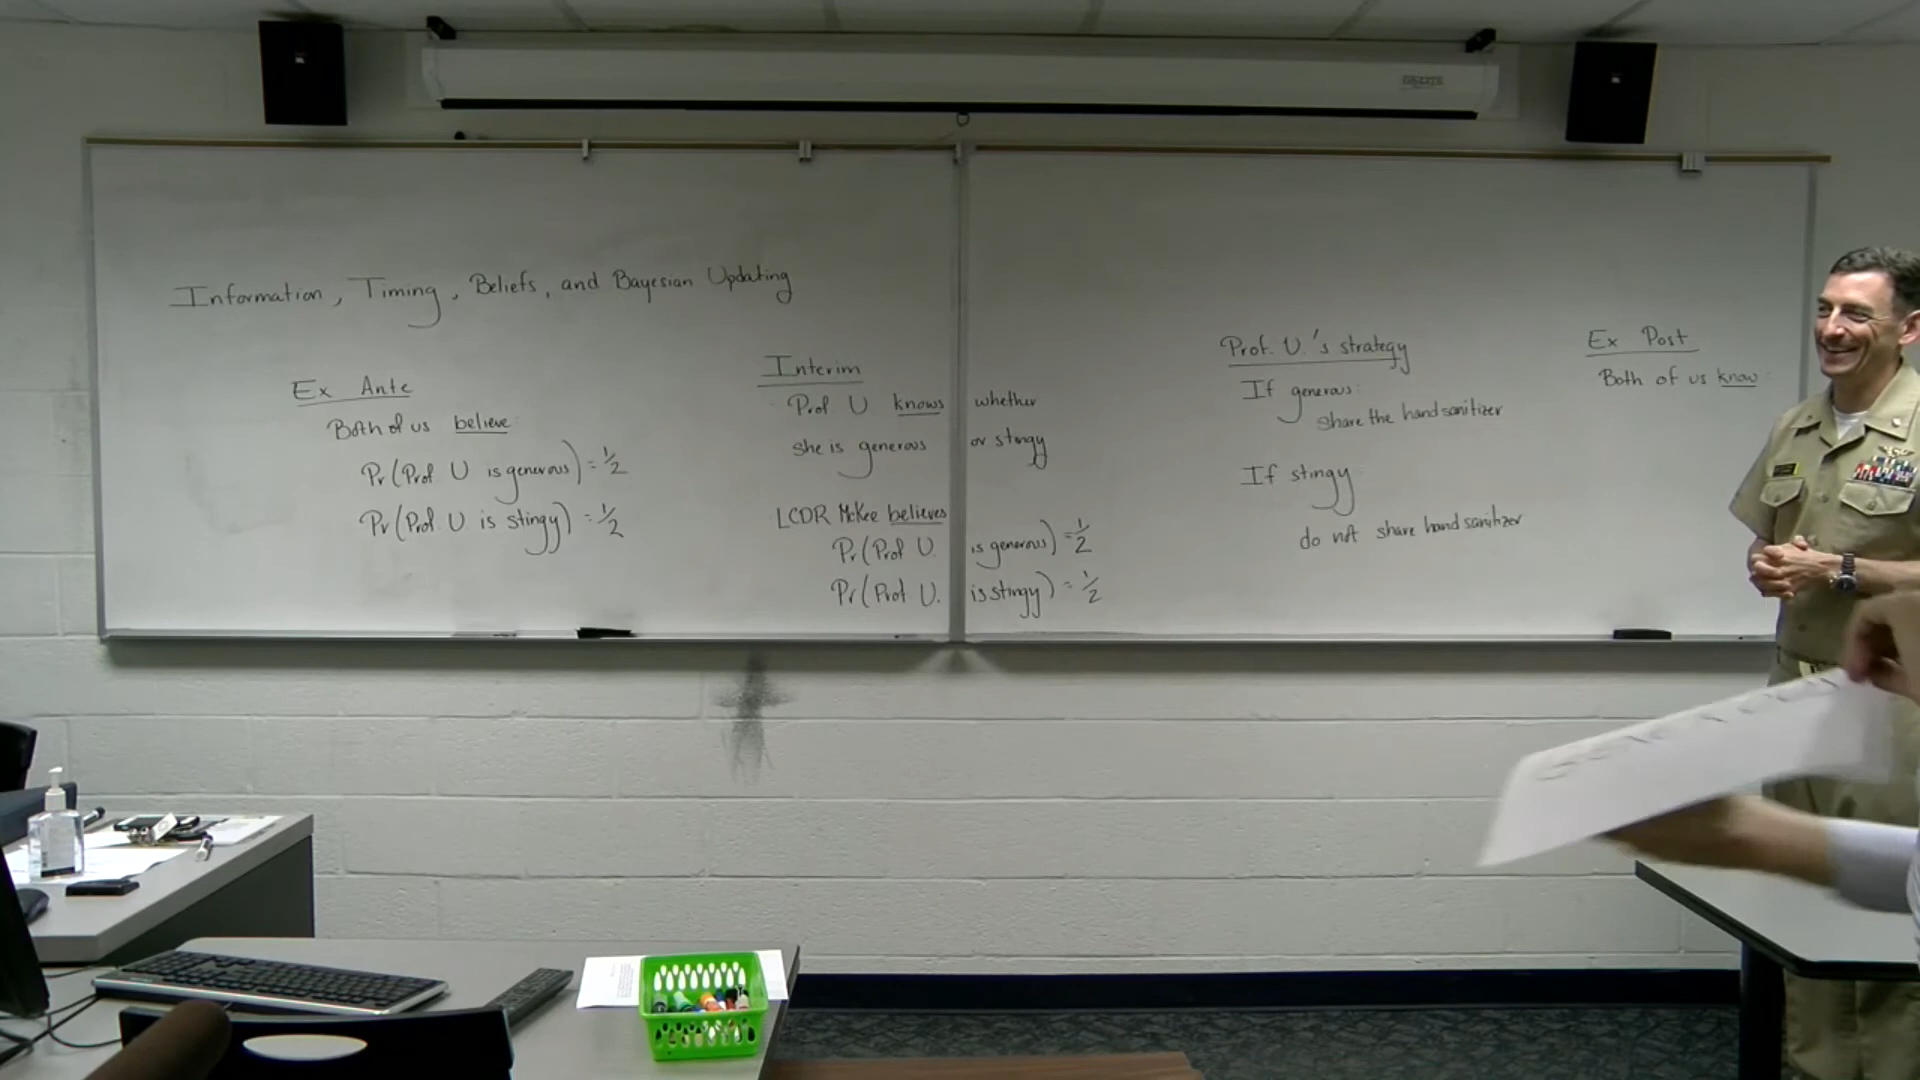 Information, Timing, Beliefs, and Bayesian Updating
Ex Ante
Both of us believe:
Pr(Prof U is generous) = 1/2
Pr(Prof U is stingy) = 1/2
Interim
Prof U knows whether
she is generous or stingy
LCDR McKee believes
Pr(Prof U. is generous) = 1/2
Pr(Prof U. is stingy) = 1/2
Prof. U.'s strategy
If generous:
share the hand sanitizer
If stingy
do not share hand sanitizer
Ex Post
Both of us know: